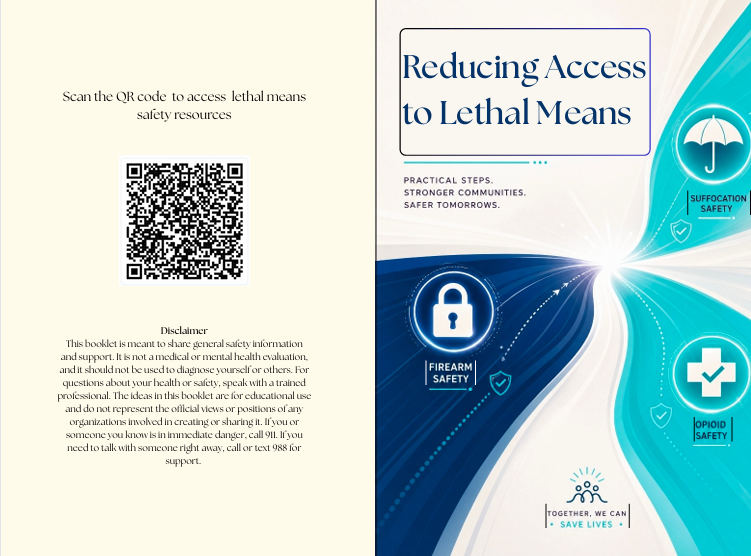 Scan the QR code to access lethal means
safety resources
Disclaimer
This booklet is meant to share general safety information
and support. It is not a medical or mental health evaluation,
and it should not be used to diagnose yourself or others. For
questions about your health or safety, speak with a trained
professional. The ideas in this booklet are for educational use
and do not represent the official views or positions of any
organizations involved in creating or sharing it. If you or
someone you know is in immediate danger, call 911. If you
need to talk with someone right away, call or text 988 for
support.
Reducing Access
to Lethal Means
PRACTICAL STEPS.
STRONGER COMMUNITIES.
SAFER TOMORROWS.
SUFFOCATION
SAFETY
FIREARM
SAFETY
OPIOID
SAFETY
TOGETHER, WE CAN
• SAVE LIVES •